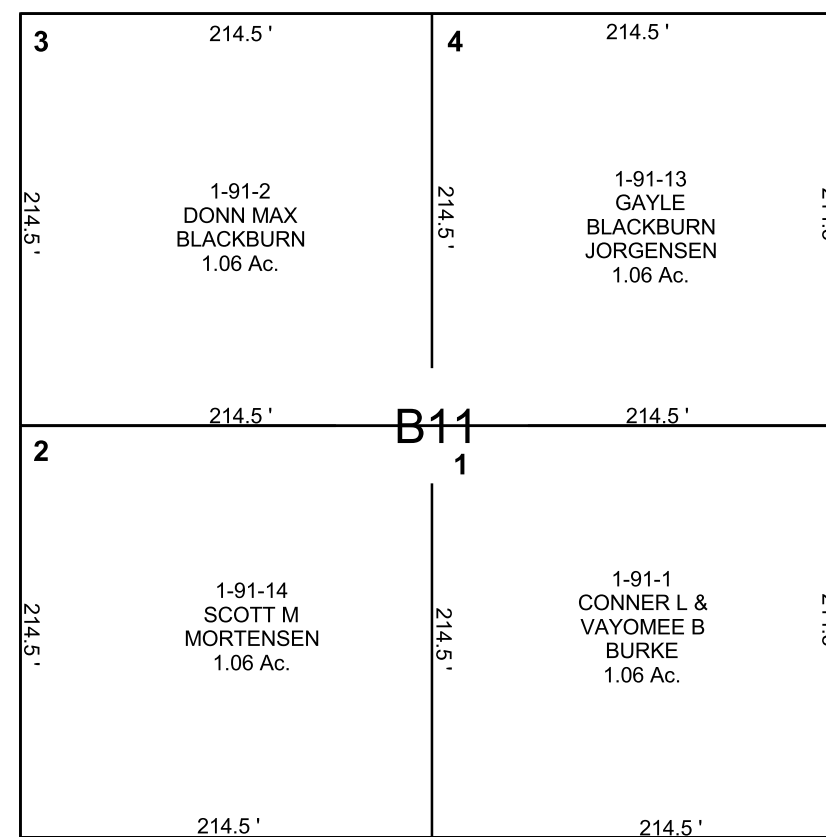 3
214.5 '
4
214.5 '
214.5 '
1-91-2
DONN MAX
BLACKBURN
1.06 Ac.
214.5 '
1-91-13
GAYLE
BLACKBURN
JORGENSEN
1.06 Ac.
214.5 '
B11
214.5 '
2
1
214.5 '
1-91-14
SCOTT M
MORTENSEN
1.06 Ac.
214.5 '
1-91-1
CONNER L &
VAYOMEE B
BURKE
1.06 Ac.
214.5 '
214.5 '